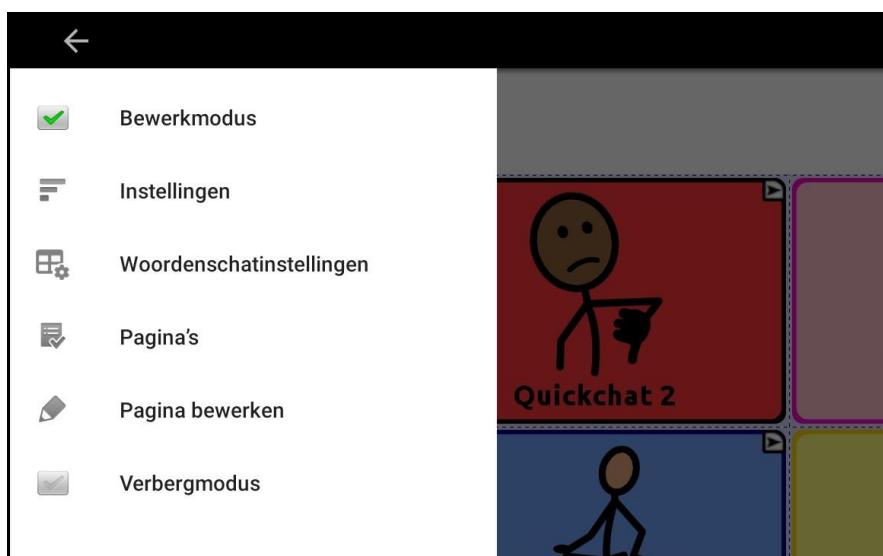 Bewerkmodus
Instellingen
Woordenschatinstellingen
Pagina’s
Pagina bewerken
Verbergmodus
Quickchat 2